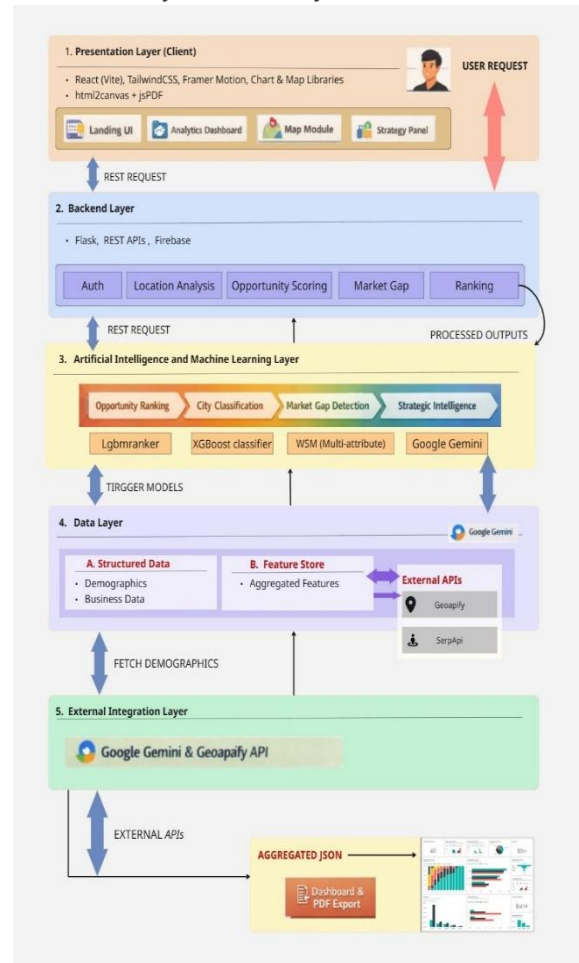 1. Presentation Layer (Client)
USER REQUEST
• React (Vite), TailwindCSS, Framer Motion, Chart & Map Libraries
• html2canvas + jsPDF
Landing UI
Analytics Dashboard
Map Module
Strategy Panel
REST REQUEST
2. Backend Layer
• Flask, REST APIs, Firebase
Auth
Location Analysis
Opportunity Scoring
Market Gap
Ranking
REST REQUEST
PROCESSED OUTPUTS
3. Artificial Intelligence and Machine Learning Layer
Opportunity Ranking
City Classification
Market Gap Detection
Strategic Intelligence
Lgbmranker
XGBoost classifier
WSM (Multi-attribute)
Google Gemini
TIRGGER MODELS
4. Data Layer
Google Gemini
A. Structured Data
• Demographics
• Business Data
B. Feature Store
• Aggregated Features
External APIs
Geoapify
SerpApi
FETCH DEMOGRAPHICS
5. External Integration Layer
Google Gemini & Geoapafy API
EXTERNAL APIs
AGGREGATED JSON
Dashboard &
PDF Export